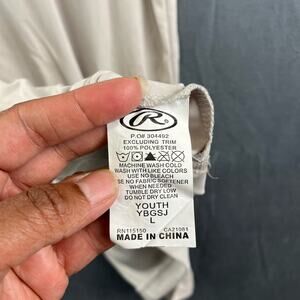 R
P.O# 304492
EXCLUDING TRIM
100% POLYESTER
MACHINE WASH COLD
WASH WITH LIKE COLORS
USE NO BLEACH
SE NO FABRIC SOFTENER
WHEN NEEDED
TUMBLE DRY LOW
DO NOT DRY CLEAN
YOUTH
YBGSJ
L
RN115150 CA21081
MADE IN CHINA